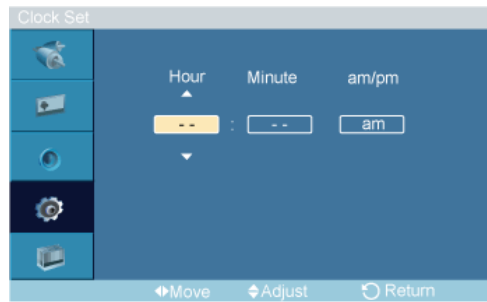 Clock Set
Hour Minute am/pm
- - : - - am
Move Adjust Return